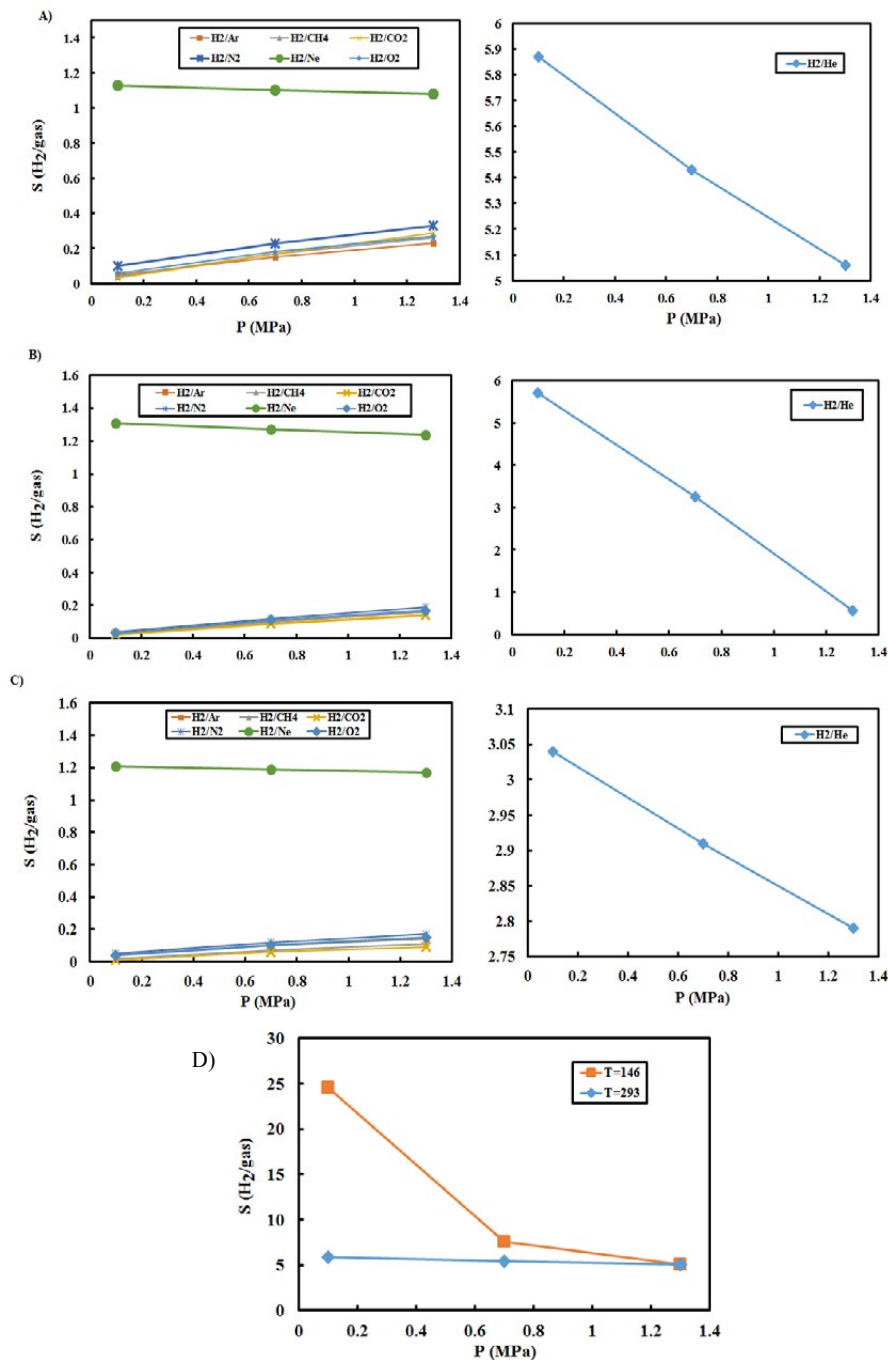 A)
H2/Ar H2/CH4 H2/CO2
H2/N2 H2/Ne H2/O2
1.4
1.2
1
0.8
0.6
0.4
0.2
0
0 0.2 0.4 0.6 0.8 1 1.2 1.4
S (H2/gas)
P (MPa)
H2/He
6
5.9
5.8
5.7
5.6
5.5
5.4
5.3
5.2
5.1
5
0 0.2 0.4 0.6 0.8 1 1.2 1.4
P (MPa)
B)
H2/Ar H2/CH4 H2/CO2
H2/N2 H2/Ne H2/O2
1.6
1.4
1.2
1
0.8
0.6
0.4
0.2
0
0 0.2 0.4 0.6 0.8 1 1.2 1.4
S (H2/gas)
P (MPa)
H2/He
6
5
4
3
2
1
0
0 0.2 0.4 0.6 0.8 1 1.2 1.4
P (MPa)
C)
H2/Ar H2/CH4 H2/CO2
H2/N2 H2/Ne H2/O2
1.6
1.4
1.2
1
0.8
0.6
0.4
0.2
0
0 0.2 0.4 0.6 0.8 1 1.2 1.4
S (H2/gas)
P (MPa)
H2/He
3.1
3.05
3
2.95
2.9
2.85
2.8
2.75
0 0.2 0.4 0.6 0.8 1 1.2 1.4
P (MPa)
D)
T=146
T=293
30
25
20
15
10
5
0
0 0.2 0.4 0.6 0.8 1 1.2 1.4
S (H2/gas)
P (MPa)